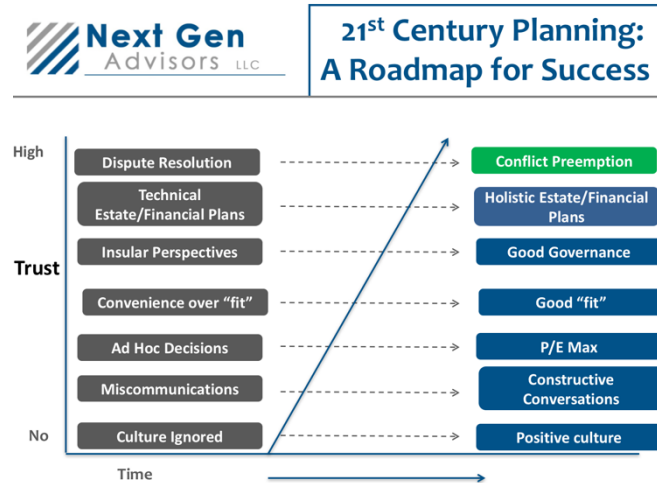 Next Gen
Advisors LLC
21st Century Planning:
A Roadmap for Success
High
Dispute Resolution
Conflict Preemption
Technical
Estate/Financial Plans
Holistic Estate/Financial
Plans
Trust
Insular Perspectives
Good Governance
Convenience over “fit”
Good “fit”
Ad Hoc Decisions
P/E Max
Miscommunications
Constructive
Conversations
No
Culture Ignored
Positive culture
Time